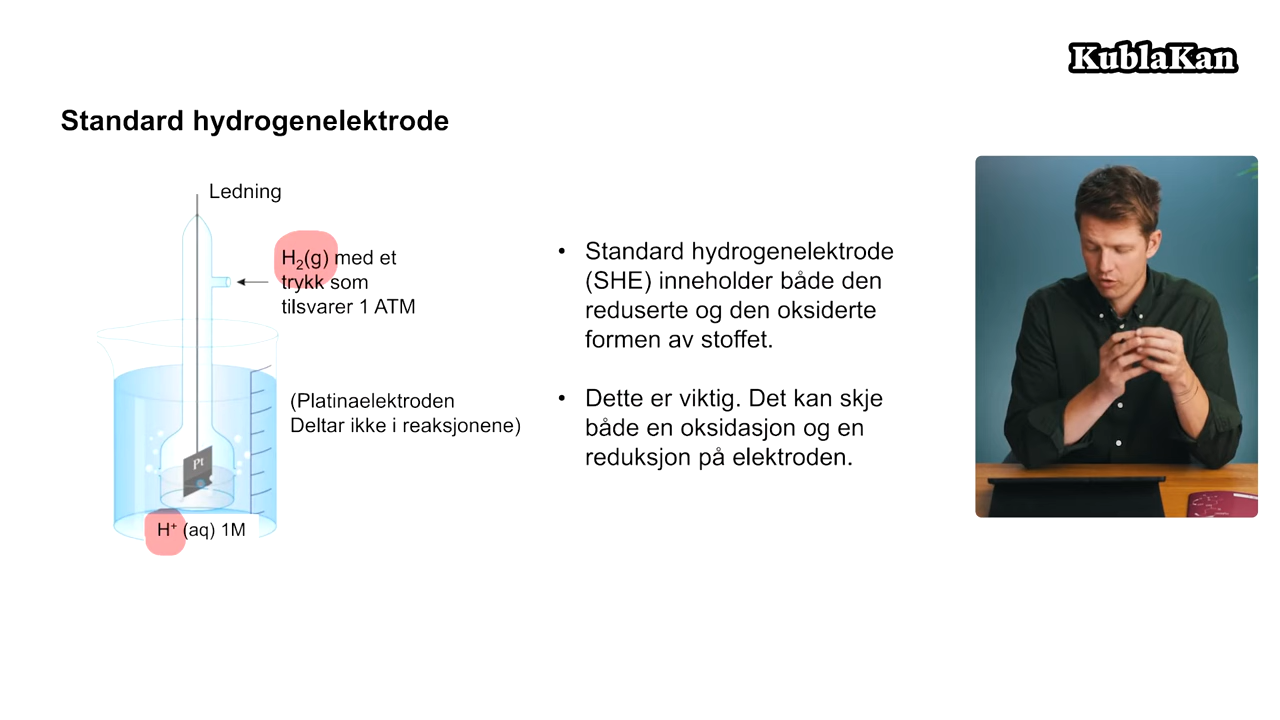 KublaKan
Standard hydrogenelektrode
Ledning
H₂(g) med et
trykk som
tilsvarer 1 ATM
(Platinaelektroden
Deltar ikke i reaksjonene)
Pt
H⁺ (aq) 1M
• Standard hydrogenelektrode
(SHE) inneholder både den
reduserte og den oksiderte
formen av stoffet.
• Dette er viktig. Det kan skje
både en oksidasjon og en
reduksjon på elektroden.